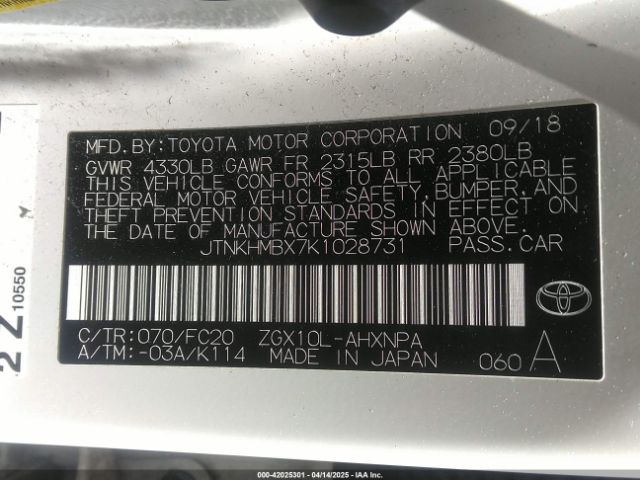 MFD. BY: TOYOTA MOTOR CORPORATION 09/18
GVWR 4330LB GAWR FR 2315LB RR 2380LB
THIS VEHICLE CONFORMS TO ALL APPLICABLE
FEDERAL MOTOR VEHICLE SAFETY, BUMPER, AND
THEFT PREVENTION STANDARDS IN EFFECT ON
THE DATE OF MANUFACTURE SHOWN ABOVE.
JTNKHMBX7K1028731 PASS.CAR
C/TR: 070/FC20 ZGX10L-AHXNPA
A/TM: -03A/K114 MADE IN JAPAN 060 A
2 Z 10550
000-42025301 - 04/14/2025 - IAAI.com